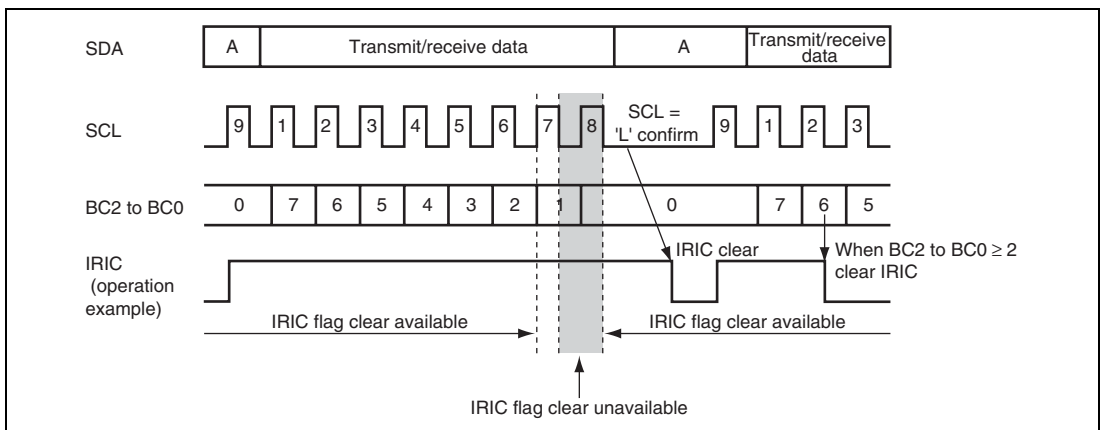 SDA A Transmit/receive data A Transmit/receive
data
SCL 9 1 2 3 4 5 6 7 8 SCL =
'L' confirm 9 1 2 3
BC2 to BC0 0 7 6 5 4 3 2 1 0 7 6 5
IRIC
(operation
example)
IRIC clear
When BC2 to BC0 ≥ 2
clear IRIC
IRIC flag clear available
IRIC flag clear available
IRIC flag clear unavailable